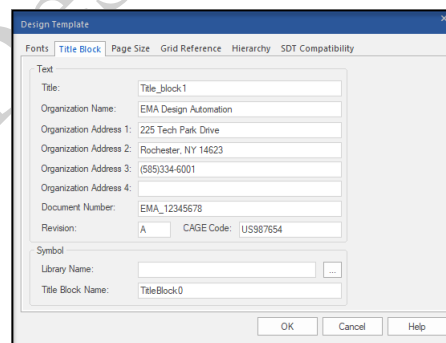 Design Template
Fonts Title Block Page Size Grid Reference Hierarchy SDT Compatibility
Text
Title: Title_block1
Organization Name: EMA Design Automation
Organization Address 1: 225 Tech Park Drive
Organization Address 2: Rochester, NY 14623
Organization Address 3: (585)334-6001
Organization Address 4:
Document Number: EMA_12345678
Revision: A CAGE Code: US987654
Symbol
Library Name: ...
Title Block Name: TitleBlock0
OK Cancel Help